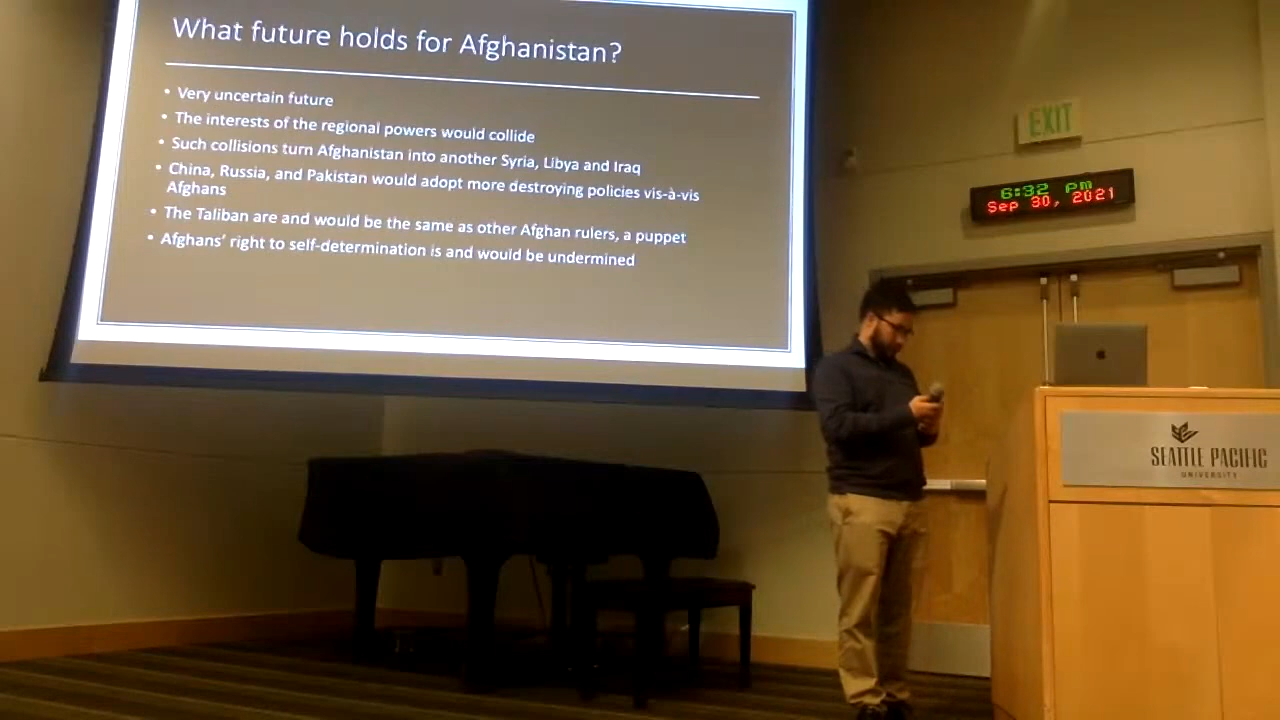 What future holds for Afghanistan?
• Very uncertain future
• The interests of the regional powers would collide
• Such collisions turn Afghanistan into another Syria, Libya and Iraq
• China, Russia, and Pakistan would adopt more destroying policies vis-à-vis
Afghans
• The Taliban are and would be the same as other Afghan rulers, a puppet
• Afghans’ right to self-determination is and would be undermined
EXIT
6:32 pm
Sep 30, 2021
SEATTLE PACIFIC
UNIVERSITY